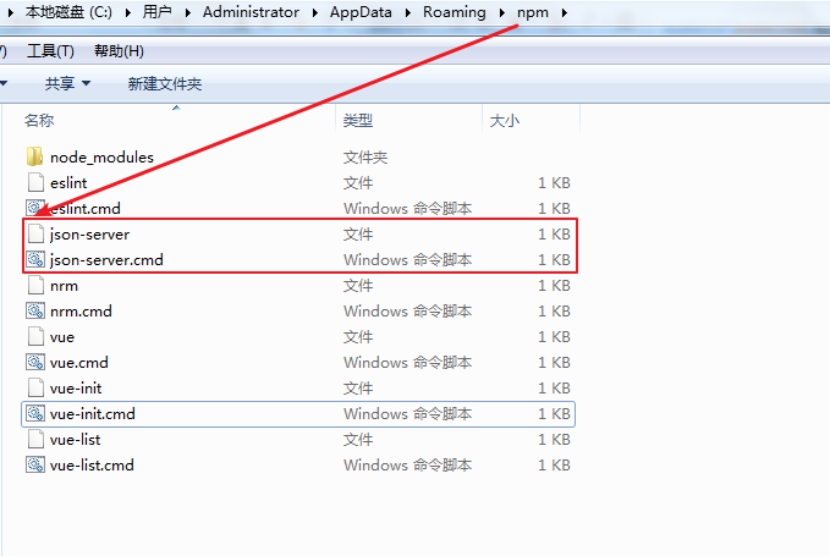 本地磁盘 (C:) 用户 Administrator AppData Roaming npm
) 工具(T) 帮助(H)
共享 新建文件夹
名称 类型 大小
node_modules 文件夹
eslint 文件 1 KB
eslint.cmd Windows 命令脚本 1 KB
json-server 文件 1 KB
json-server.cmd Windows 命令脚本 1 KB
nrm 文件 1 KB
nrm.cmd Windows 命令脚本 1 KB
vue 文件 1 KB
vue.cmd Windows 命令脚本 1 KB
vue-init 文件 1 KB
vue-init.cmd Windows 命令脚本 1 KB
vue-list 文件 1 KB
vue-list.cmd Windows 命令脚本 1 KB